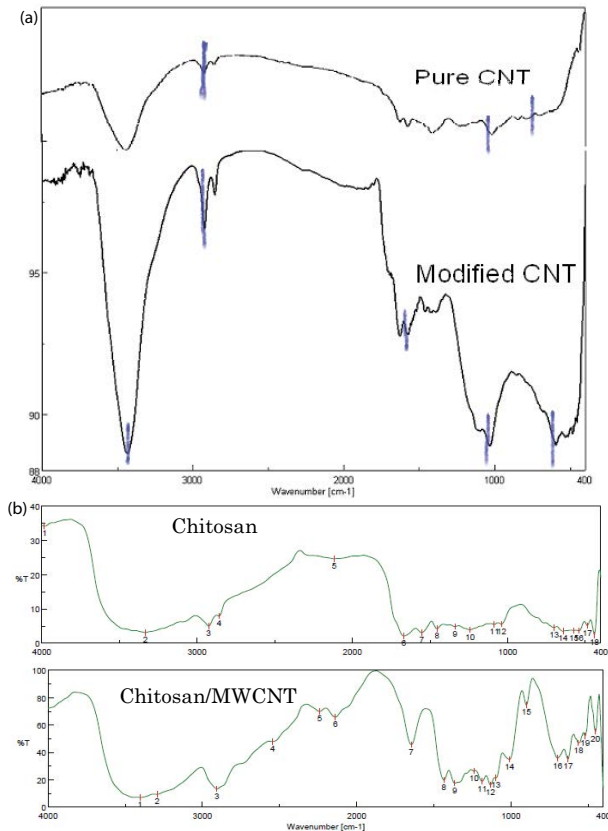 (a)
Pure CNT
95
Modified CNT
90
88
4000 3000 2000 1000 400
Wavenumber [cm-1]
(b)
40
Chitosan
30
%T
20
10
0
1 2 3 4 5 6 7 8 9 10 11 12 13 14 15 16 17 18
4000 3000 2000 1000 400
Wavenumber [cm-1]
100
Chitosan/MWCNT
80
%T
60
40
20
0
1 2 3 4 5 6 7 8 9 10 11 12 13 14 15 16 17 18 19 20
4000 3000 2000 1000 400
Wavenumber [cm-1]